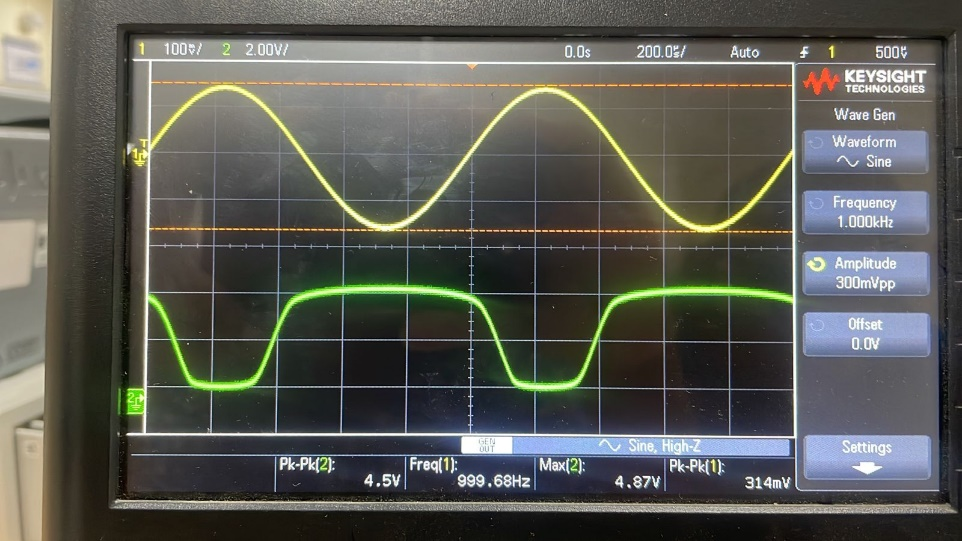 1 100mV/ 2 2.00V/ 0.0s 200.0us/ Auto 1 500mV
KEYSIGHT
TECHNOLOGIES
Wave Gen
Waveform
Sine
Frequency
1.000kHz
Amplitude
300mVpp
Offset
0.0V
Settings
T
1
2
GEN
OUT
Sine, High-Z
Pk-Pk(2): Freq(1): Max(2): Pk-Pk(1):
4.5V 999.68Hz 4.87V 314mV